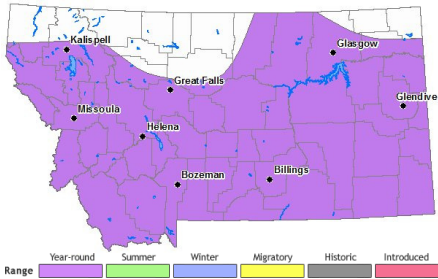 Kalispell
Glasgow
Great Falls
Glendive
Missoula
Helena
Bozeman
Billings
Year-round Summer Winter Migratory Historic Introduced
Range